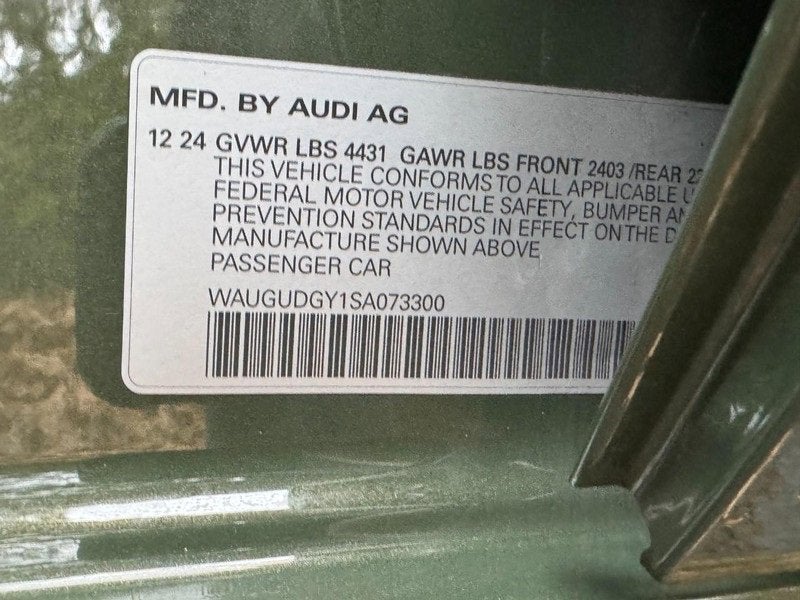 MFD. BY AUDI AG
12 24 GVWR LBS 4431 GAWR LBS FRONT 2403 /REAR
THIS VEHICLE CONFORMS TO ALL APPLICABLE
FEDERAL MOTOR VEHICLE SAFETY, BUMPER
PREVENTION STANDARDS IN EFFECT ON THE
MANUFACTURE SHOWN ABOVE
PASSENGER CAR
WAUGUDGY1SA073300